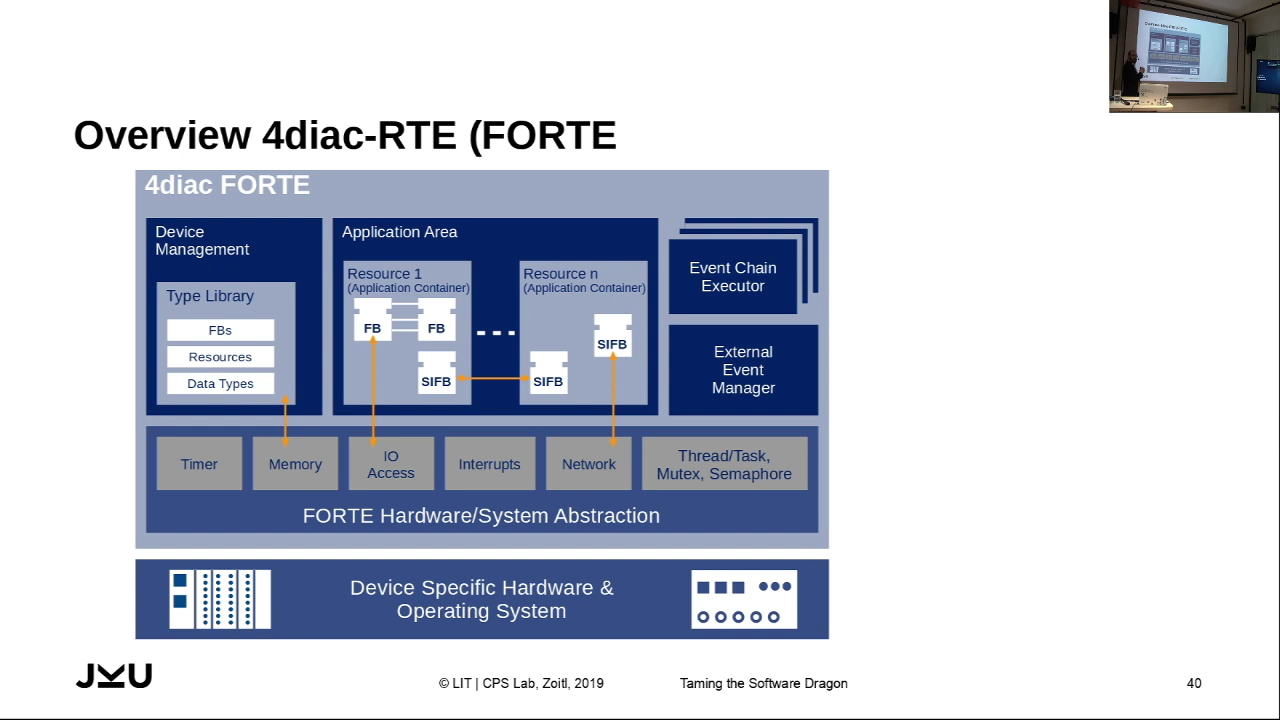 Overview 4diac-RTE (FORTE
4diac FORTE
Device
Management
Type Library
FBs
Resources
Data Types
Application Area
Resource 1
(Application Container)
FB
FB
SIFB
Resource n
(Application Container)
SIFB
SIFB
Event Chain
Executor
External
Event
Manager
Timer
Memory
IO
Access
Interrupts
Network
Thread/Task,
Mutex, Semaphore
FORTE Hardware/System Abstraction
Device Specific Hardware &
Operating System
JKU
© LIT | CPS Lab, Zoitl, 2019
Taming the Software Dragon
40